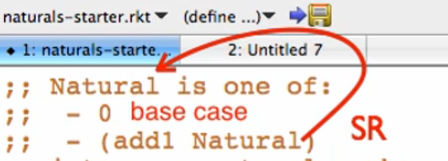 naturals-starter.rkt (define ...)
1: naturals-starte... 2: Untitled 7
;; Natural is one of:
;; - 0 base case
;; - (add1 Natural) SR